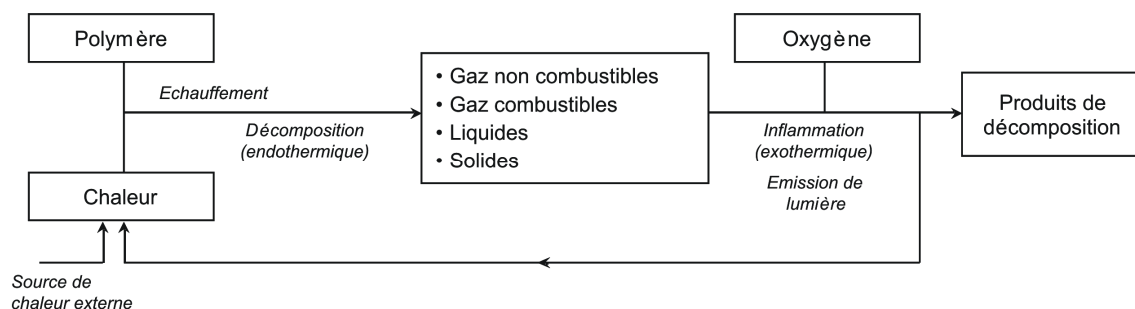 Polymère
Oxygène
Echauffement
Décomposition
(endothermique)
• Gaz non combustibles
• Gaz combustibles
• Liquides
• Solides
Inflammation
(exothermique)
Emission de
lumière
Produits de
décomposition
Chaleur
Source de
chaleur externe